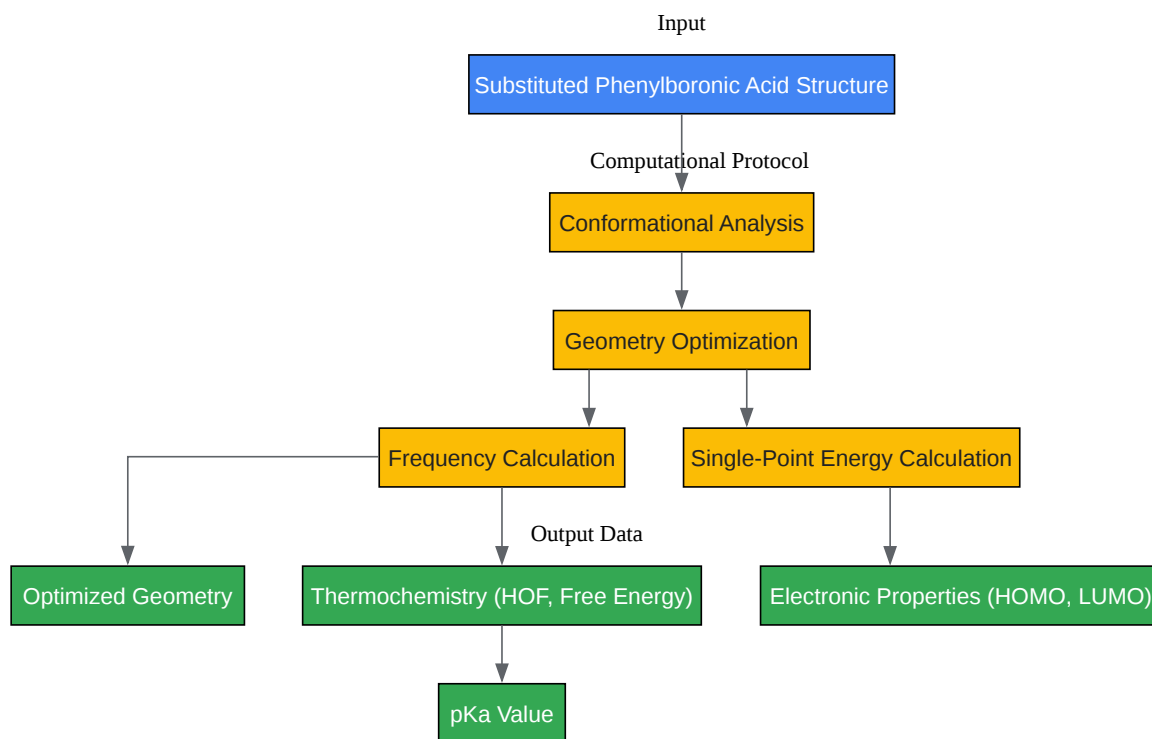 Input
Substituted Phenylboronic Acid Structure
Computational Protocol
Conformational Analysis
Geometry Optimization
Frequency Calculation
Single-Point Energy Calculation
Output Data
Optimized Geometry
Thermochemistry (HOF, Free Energy)
Electronic Properties (HOMO, LUMO)
pKa Value